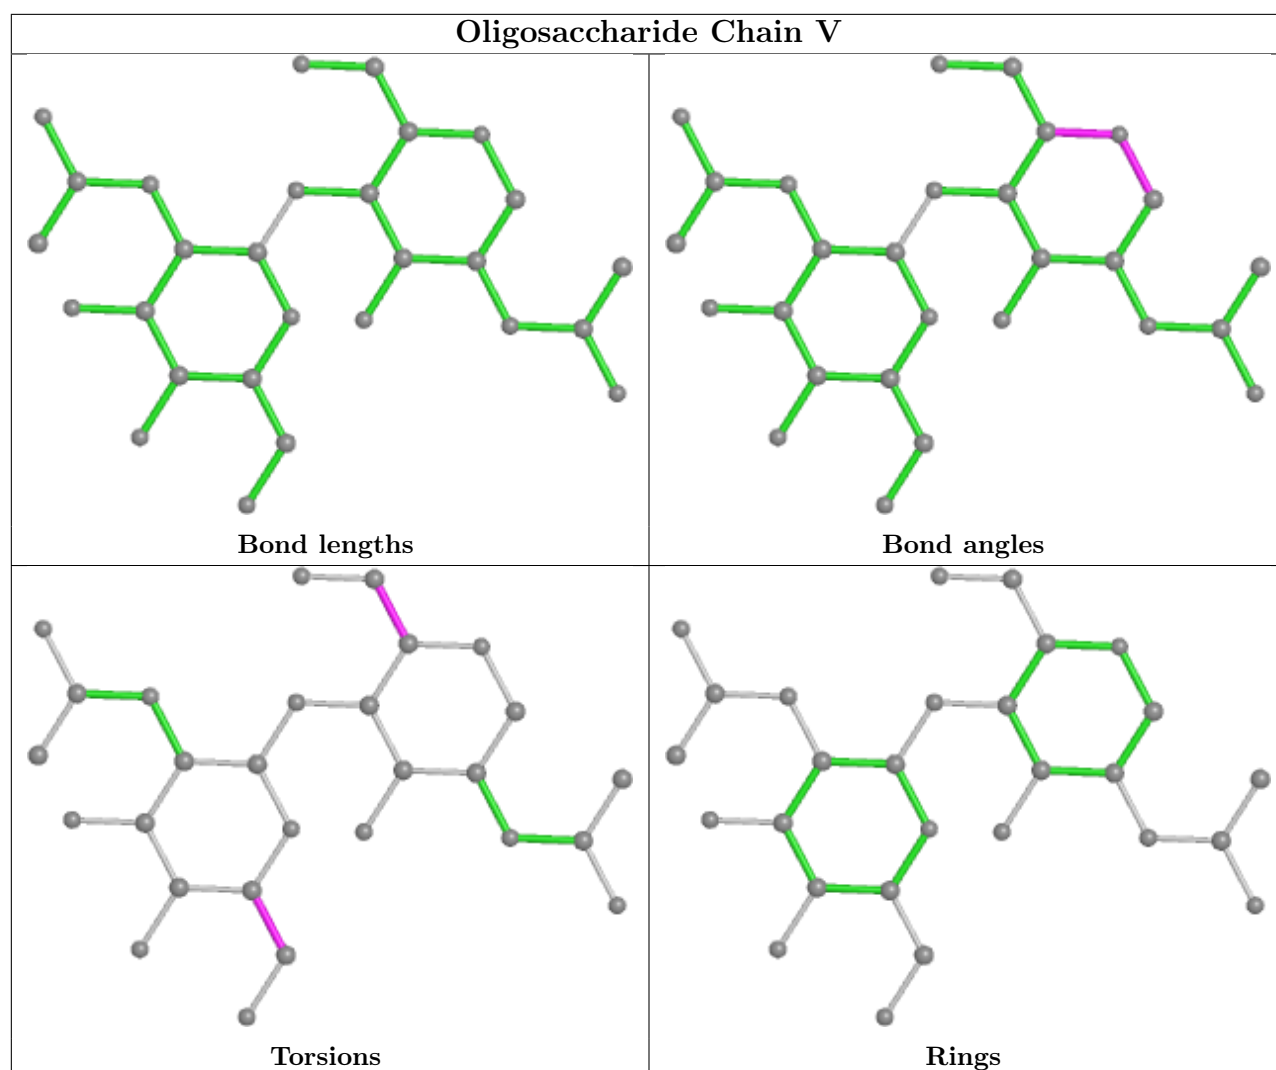 Oligosaccharide Chain V
Bond lengths
Bond angles
Torsions
Rings